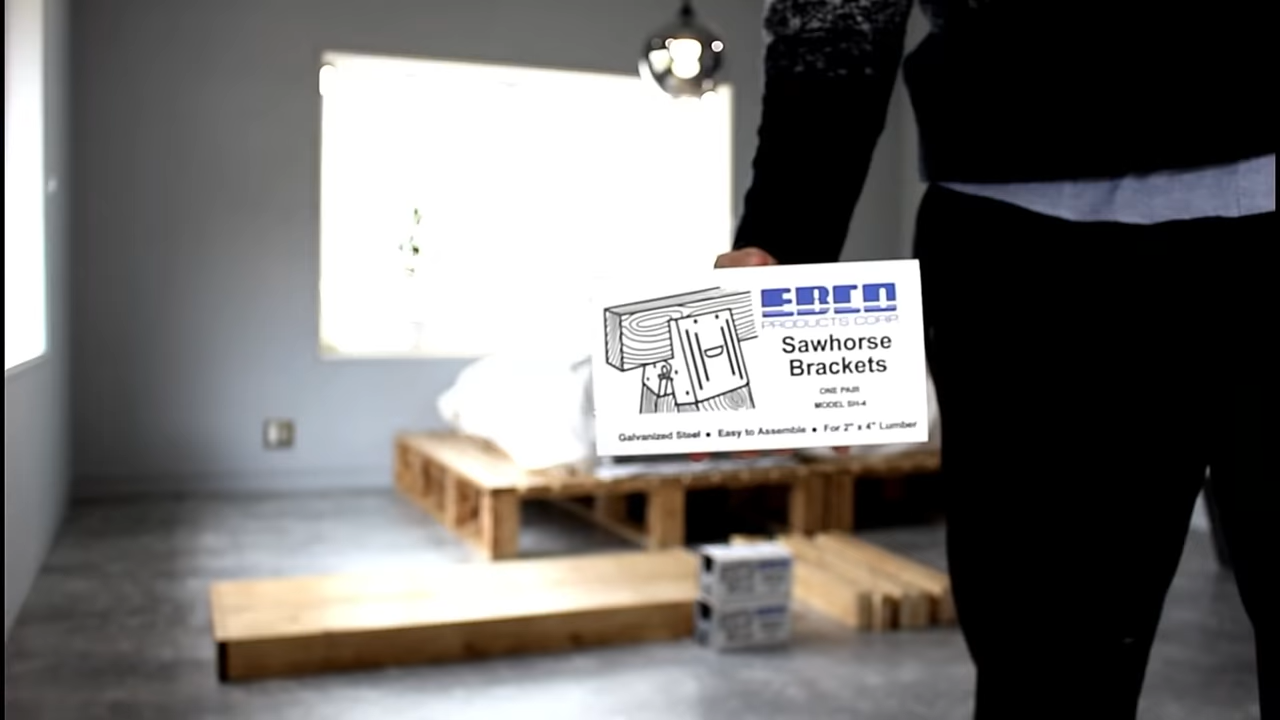 EBCO
PRODUCTS CORP.
Sawhorse
Brackets
ONE PAIR
MODEL SH-4
Galvanized Steel • Easy to Assemble • For 2" x 4" Lumber